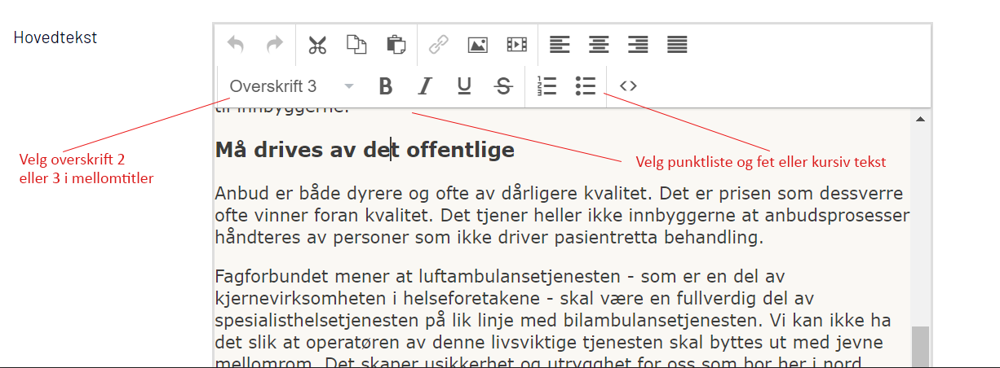 Hovedtekst
Overskrift 3
B I U S
til innbyggerne.
Velg overskrift 2
eller 3 i mellomtitler
Må drives av det offentlige
Velg punktliste og fet eller kursiv tekst
Anbud er både dyrere og ofte av dårligere kvalitet. Det er prisen som dessverre
ofte vinner foran kvalitet. Det tjener heller ikke innbyggerne at anbudsprosesser
håndteres av personer som ikke driver pasientretta behandling.
Fagforbundet mener at luftambulansetjenesten - som er en del av
kjernevirksomheten i helseforetakene - skal være en fullverdig del av
spesialisthelsetjenesten på lik linje med bilambulansetjenesten. Vi kan ikke ha
det slik at operatøren av denne livsviktige tjenesten skal byttes ut med jevne
mellomrom. Det skaper usikkerhet og utrygghet for oss som bor her i nord.